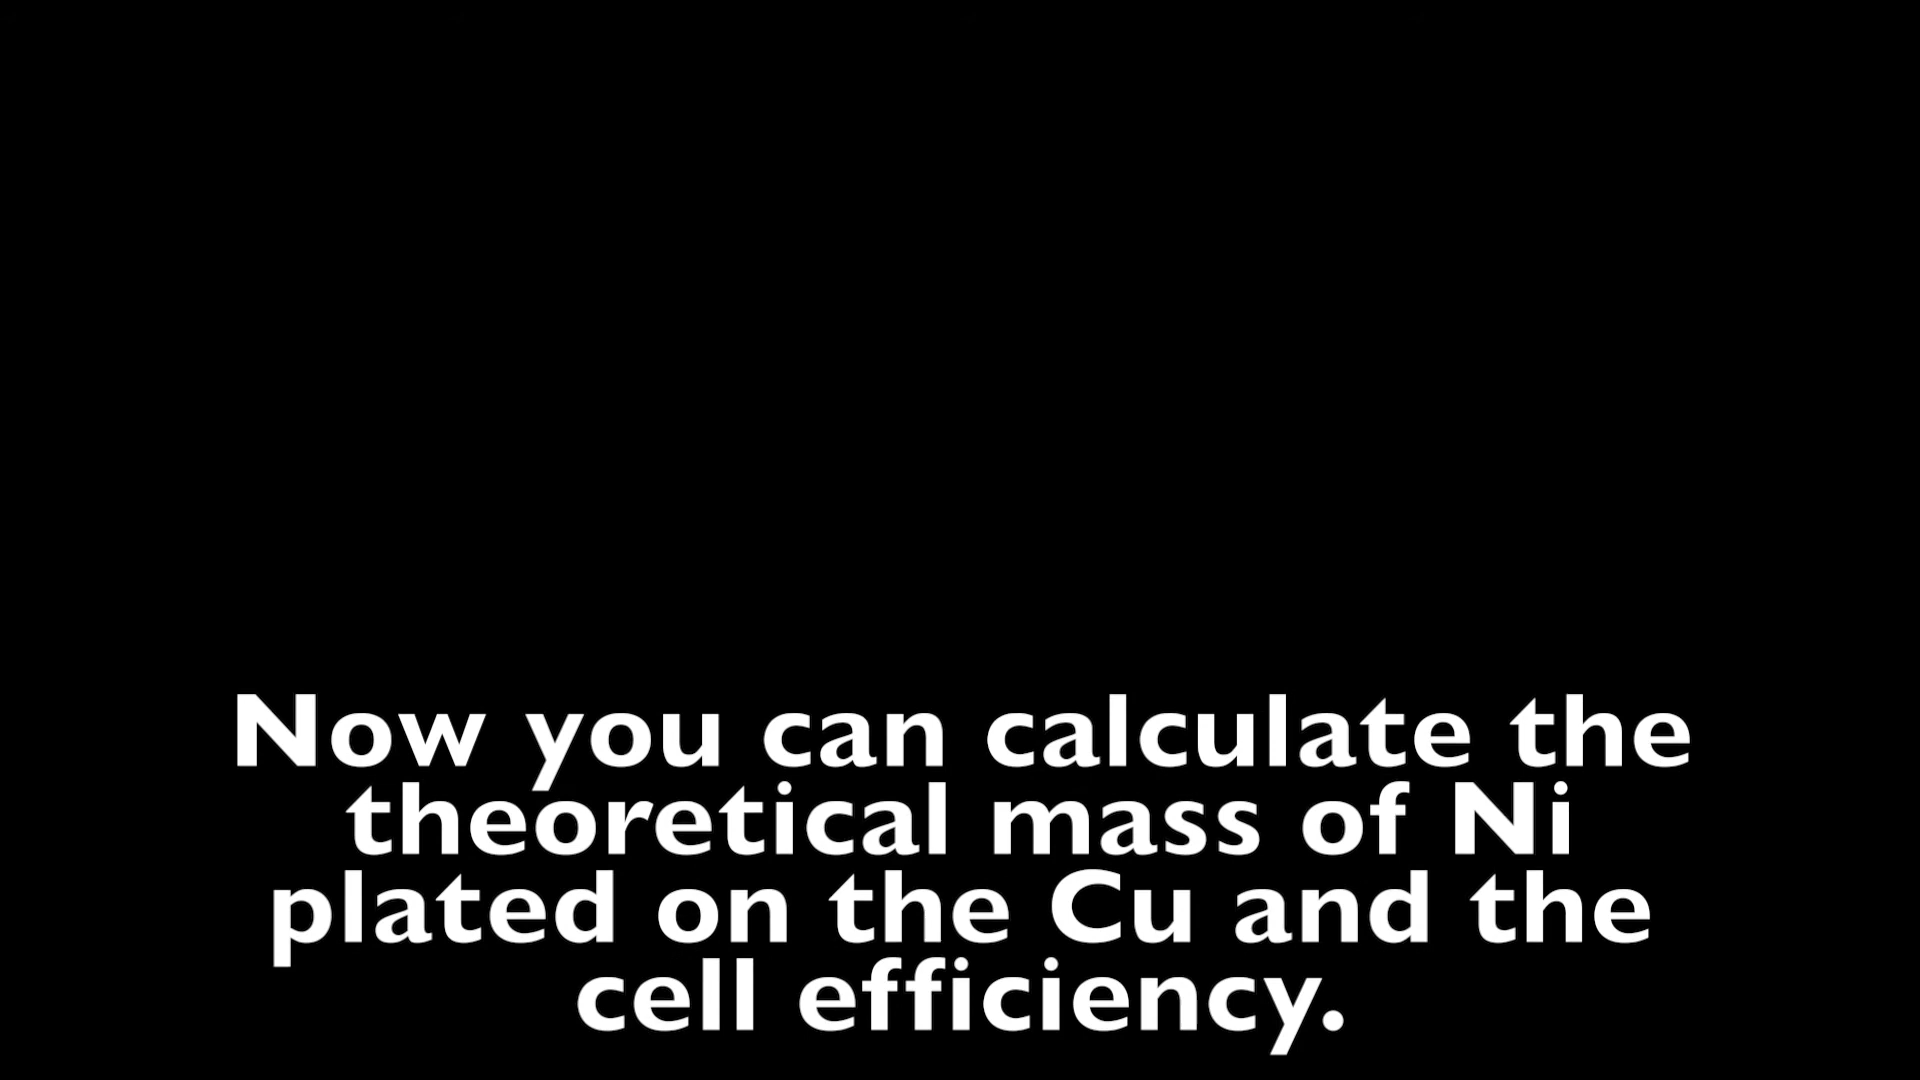 Now you can calculate the
theoretical mass of Ni
plated on the Cu and the
cell efficiency.